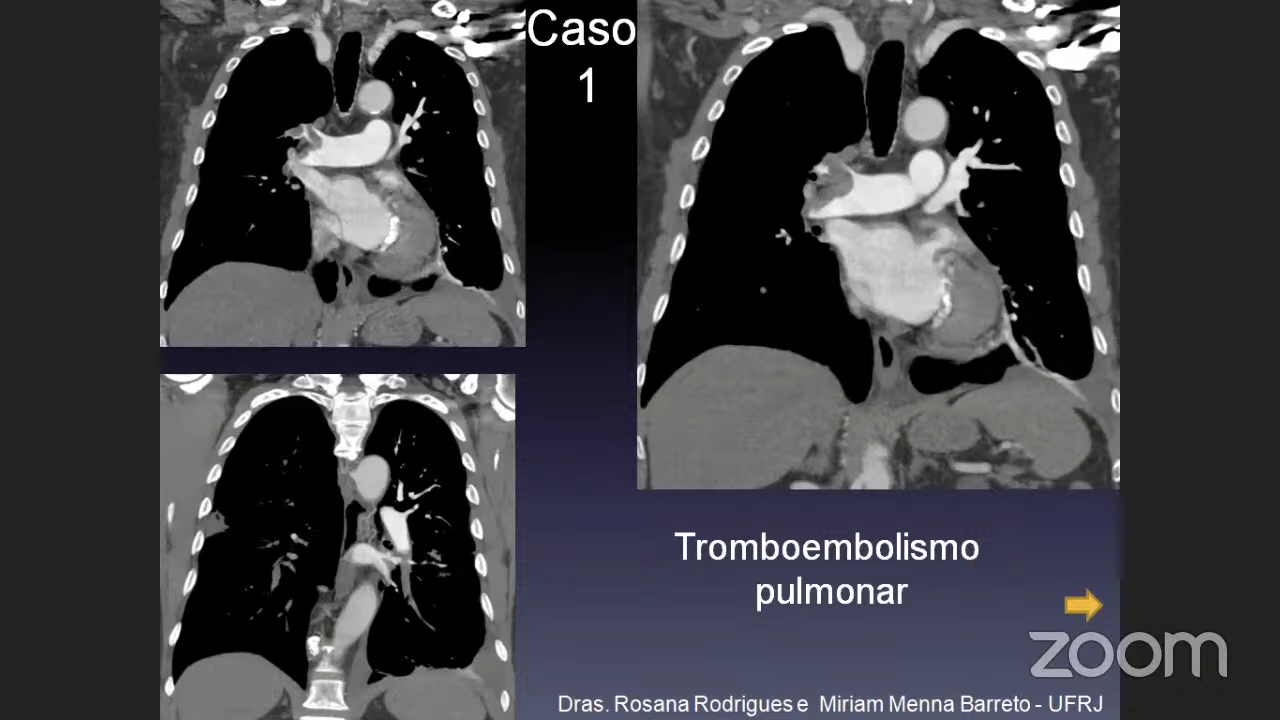 Caso
1
Tromboembolismo
pulmonar
zoom
Dras. Rosana Rodrigues e Miriam Menna Barreto - UFRJ